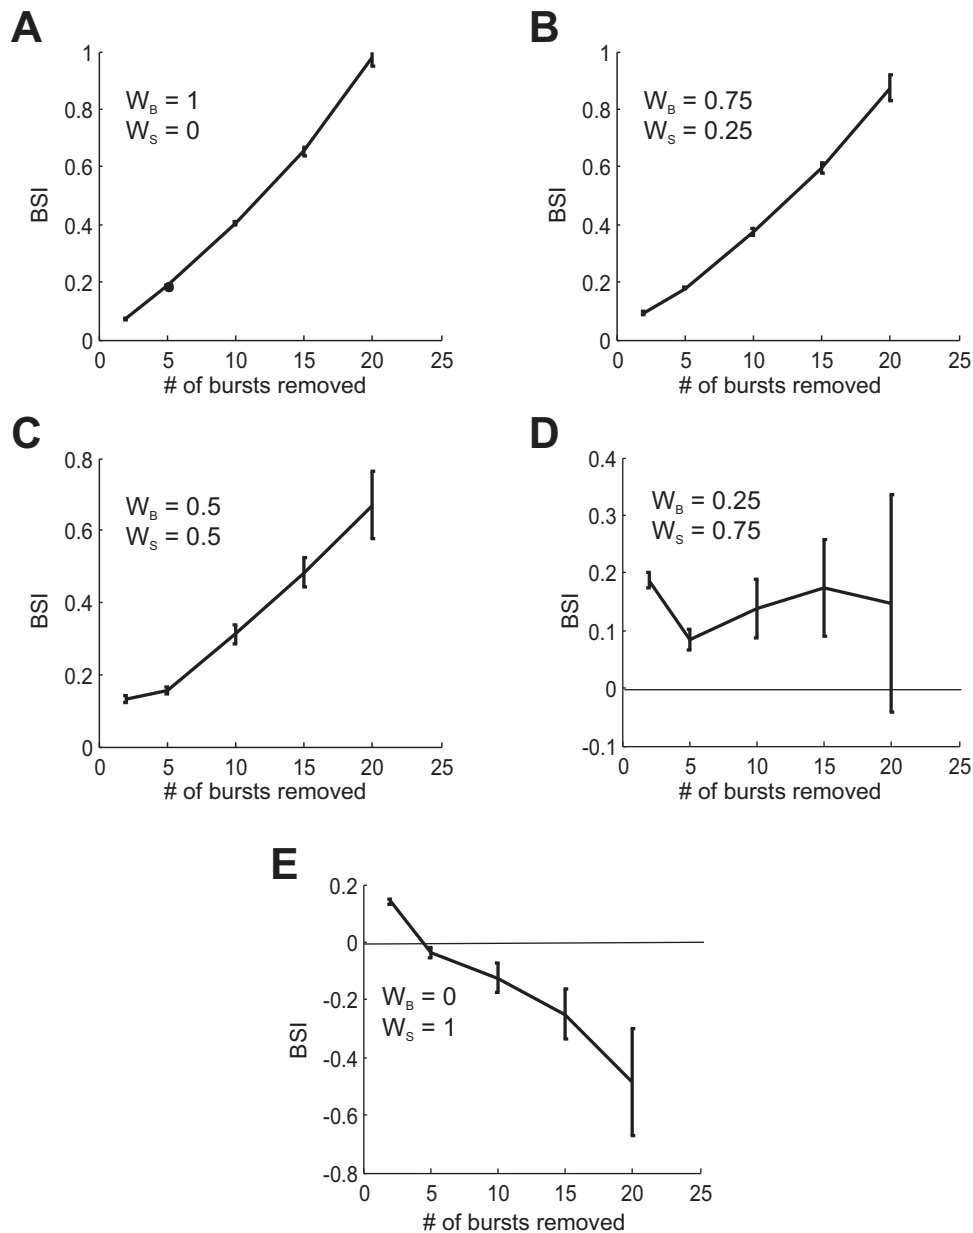 A
1
0.8
0.6
0.4
0.2
0
BSI
W_B = 1
W_S = 0
0 5 10 15 20 25
# of bursts removed
B
1
0.8
0.6
0.4
0.2
0
BSI
W_B = 0.75
W_S = 0.25
0 5 10 15 20 25
# of bursts removed
C
0.8
0.6
0.4
0.2
0
BSI
W_B = 0.5
W_S = 0.5
0 5 10 15 20 25
# of bursts removed
D
0.4
0.3
0.2
0.1
0
-0.1
BSI
W_B = 0.25
W_S = 0.75
0 5 10 15 20 25
# of bursts removed
E
0.2
0
-0.2
-0.4
-0.6
-0.8
BSI
W_B = 0
W_S = 1
0 5 10 15 20 25
# of bursts removed